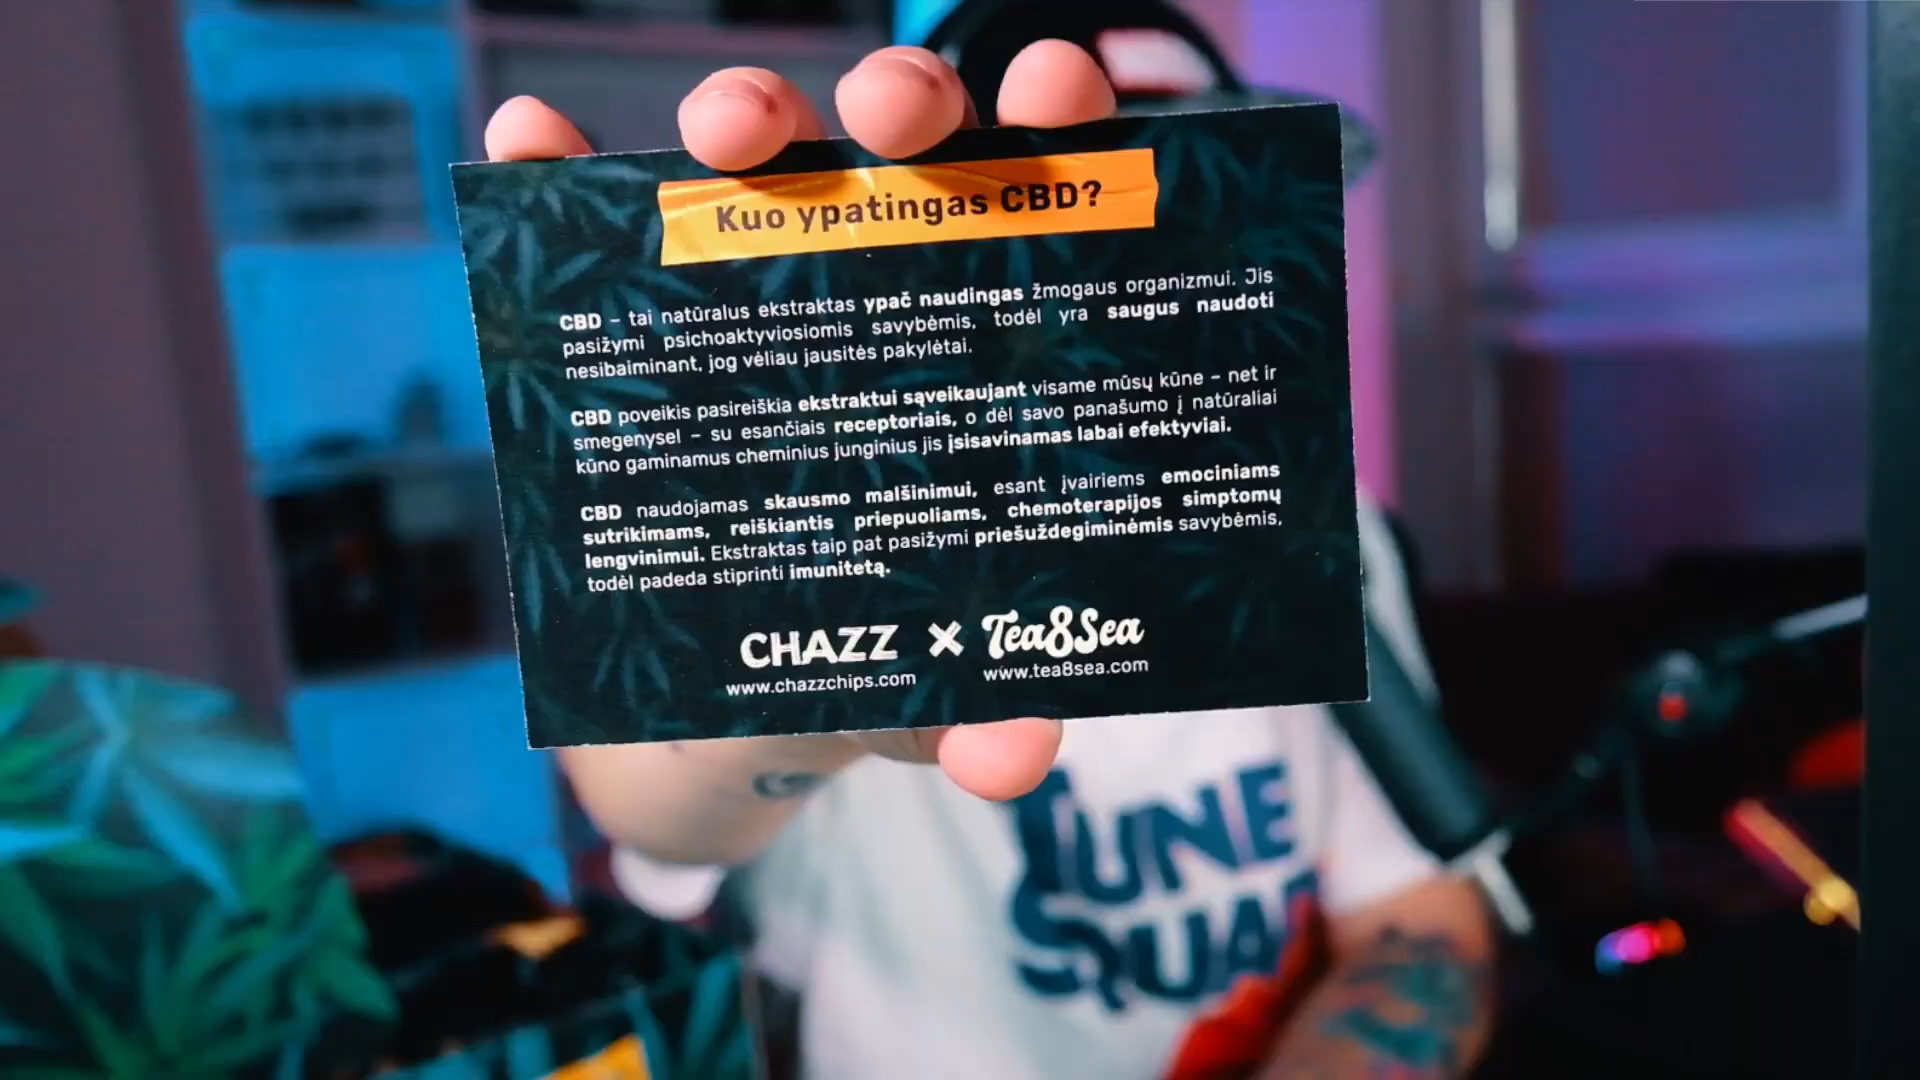 Kuo ypatingas CBD?
CBD – tai natūralus ekstraktas ypač naudingas žmogaus organizmui. Jis
pasižymi psichoaktyviosiomis savybėmis, todėl yra saugus naudoti
nesibaiminant, jog vėliau jausitės pakylėtai.
CBD poveikis pasireiškia ekstraktui sąveikaujant visame mūsų kūne – net ir
smegenyseI – su esančiais receptoriais, o dėl savo panašumo į natūraliai
kūno gaminamus cheminius junginius jis įsisavinamas labai efektyviai.
CBD naudojamas skausmo malšinimui, esant įvairiems emociniams
sutrikimams, reiškiantis priepuoliams, chemoterapijos simptomų
lengvinimui. Ekstraktas taip pat pasižymi priešuždegiminėmis savybėmis,
todėl padeda stiprinti imunitetą.
CHAZZ X Tea8Sea
www.chazzchips.com www.tea8sea.com
TUNE
SQUAD